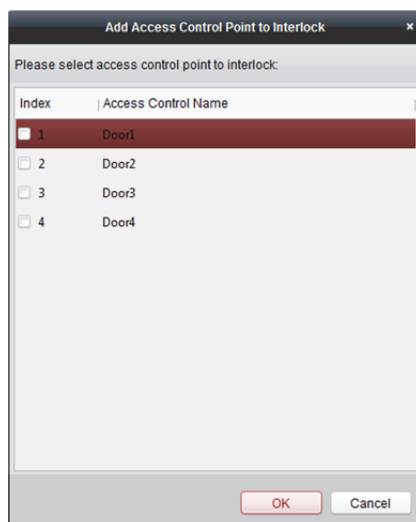 Add Access Control Point to Interlock ×
Please select access control point to interlock:
Index Access Control Name
1 Door1
2 Door2
3 Door3
4 Door4
OK Cancel